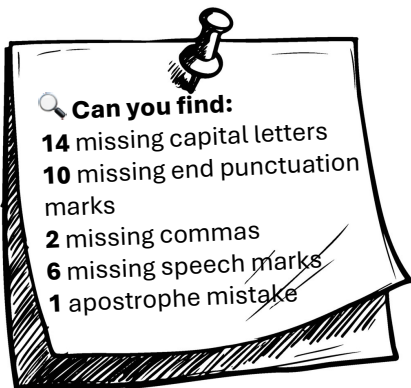 🔍 Can you find:
14 missing capital letters
10 missing end punctuation
marks
2 missing commas
6 missing speech marks
1 apostrophe mistake